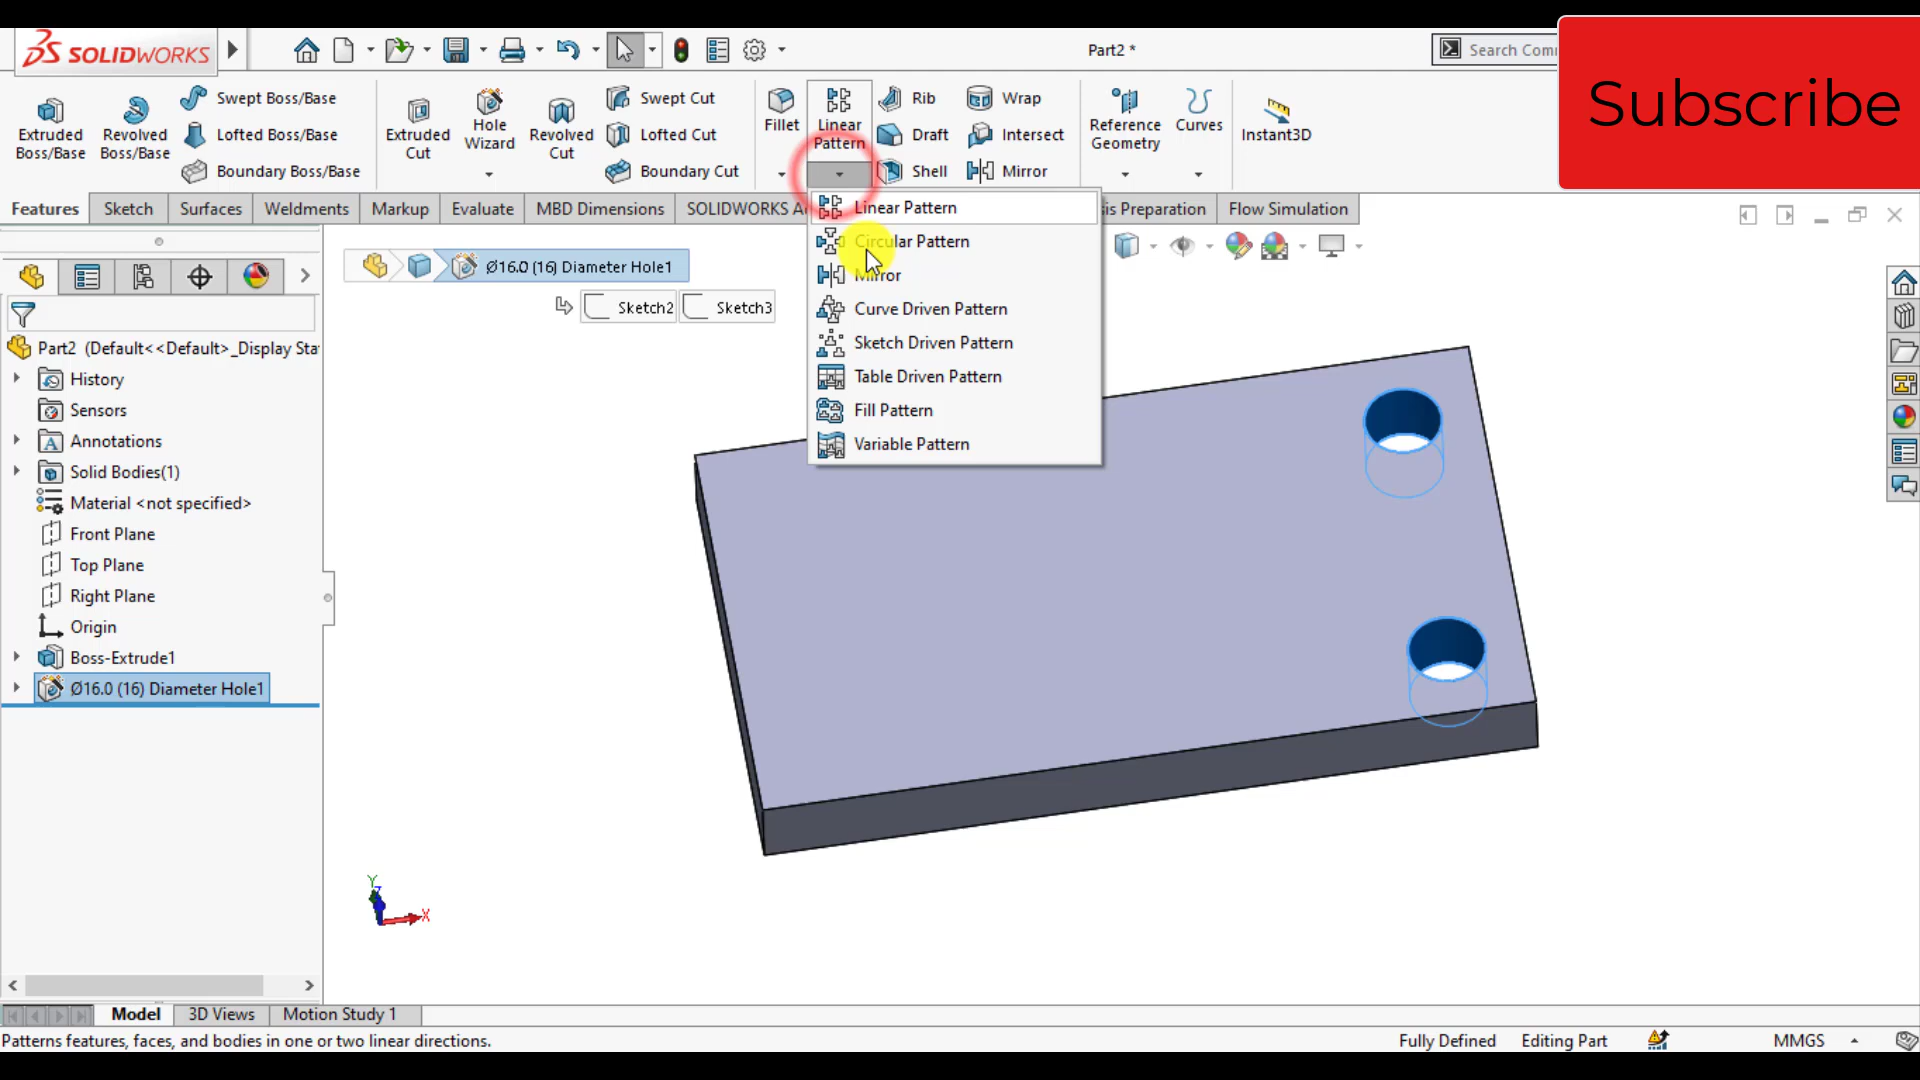 SOLIDWORKS
Part2 *
Search Com
Subscribe
Extruded Boss/Base
Revolved Boss/Base
Swept Boss/Base
Lofted Boss/Base
Boundary Boss/Base
Extruded Cut
Hole Wizard
Revolved Cut
Swept Cut
Lofted Cut
Boundary Cut
Fillet
Linear Pattern
Rib
Draft
Shell
Wrap
Intersect
Mirror
Reference Geometry
Curves
Instant3D
Features
Sketch
Surfaces
Weldments
Markup
Evaluate
MBD Dimensions
SOLIDWORKS A
is Preparation
Flow Simulation
Linear Pattern
Circular Pattern
Mirror
Curve Driven Pattern
Sketch Driven Pattern
Table Driven Pattern
Fill Pattern
Variable Pattern
Ø16.0 (16) Diameter Hole1
Sketch2
Sketch3
Part2 (Default<<Default>_Display Sta
History
Sensors
A
Annotations
Solid Bodies(1)
Material <not specified>
Front Plane
Top Plane
Right Plane
Origin
Boss-Extrude1
Ø16.0 (16) Diameter Hole1
Y
Z
X
Model
3D Views
Motion Study 1
Patterns features, faces, and bodies in one or two linear directions.
Fully Defined
Editing Part
MMGS